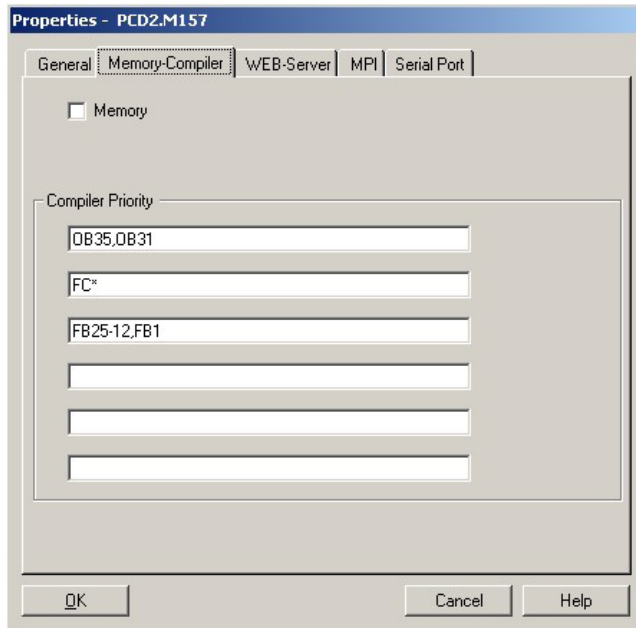 Properties - PCD2.M157
General Memory-Compiler WEB-Server MPI Serial Port
Memory
Compiler Priority
OB35,OB31
FC*
FB25-12,FB1
OK Cancel Help